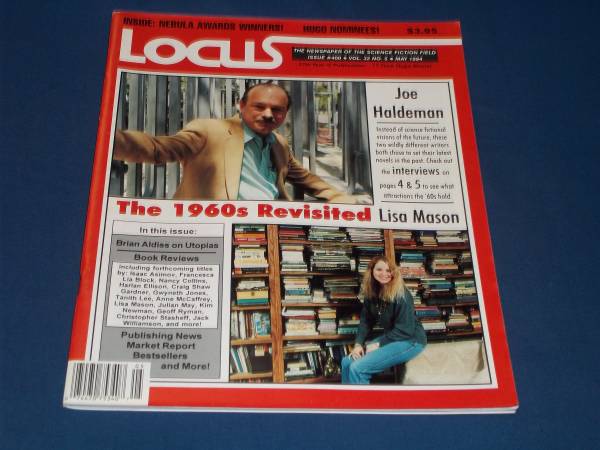 INSIDE: NEBULA AWARDS WINNERS! HUGO NOMINEES! $3.95
LOCUS
THE NEWSPAPER OF THE SCIENCE FICTION FIELD
ISSUE #400 • VOL. 32 NO. 5 • MAY 1994
Joe
Haldeman
Instead of science fictional
visions of the future, these
two wildly different writers
both chose to set their latest
novels in the past. Check out
the interviews on
pages 4 & 5 to see what
attractions the '60s hold.
The 1960s Revisited
Lisa Mason
In this issue:
Brian Aldiss on Utopias
Book Reviews
including forthcoming titles
by: Isaac Asimov, Francesca
Lia Block, Nancy Collins,
Harlan Ellison, Craig Shaw
Gardner, Gwyneth Jones,
Tanith Lee, Anne McCaffrey,
Lisa Mason, Julian May, Kim
Newman, Geoff Ryman,
Christopher Stasheff, Jack
Williamson, and more!
Publishing News
Market Report
Bestsellers
and More!
05